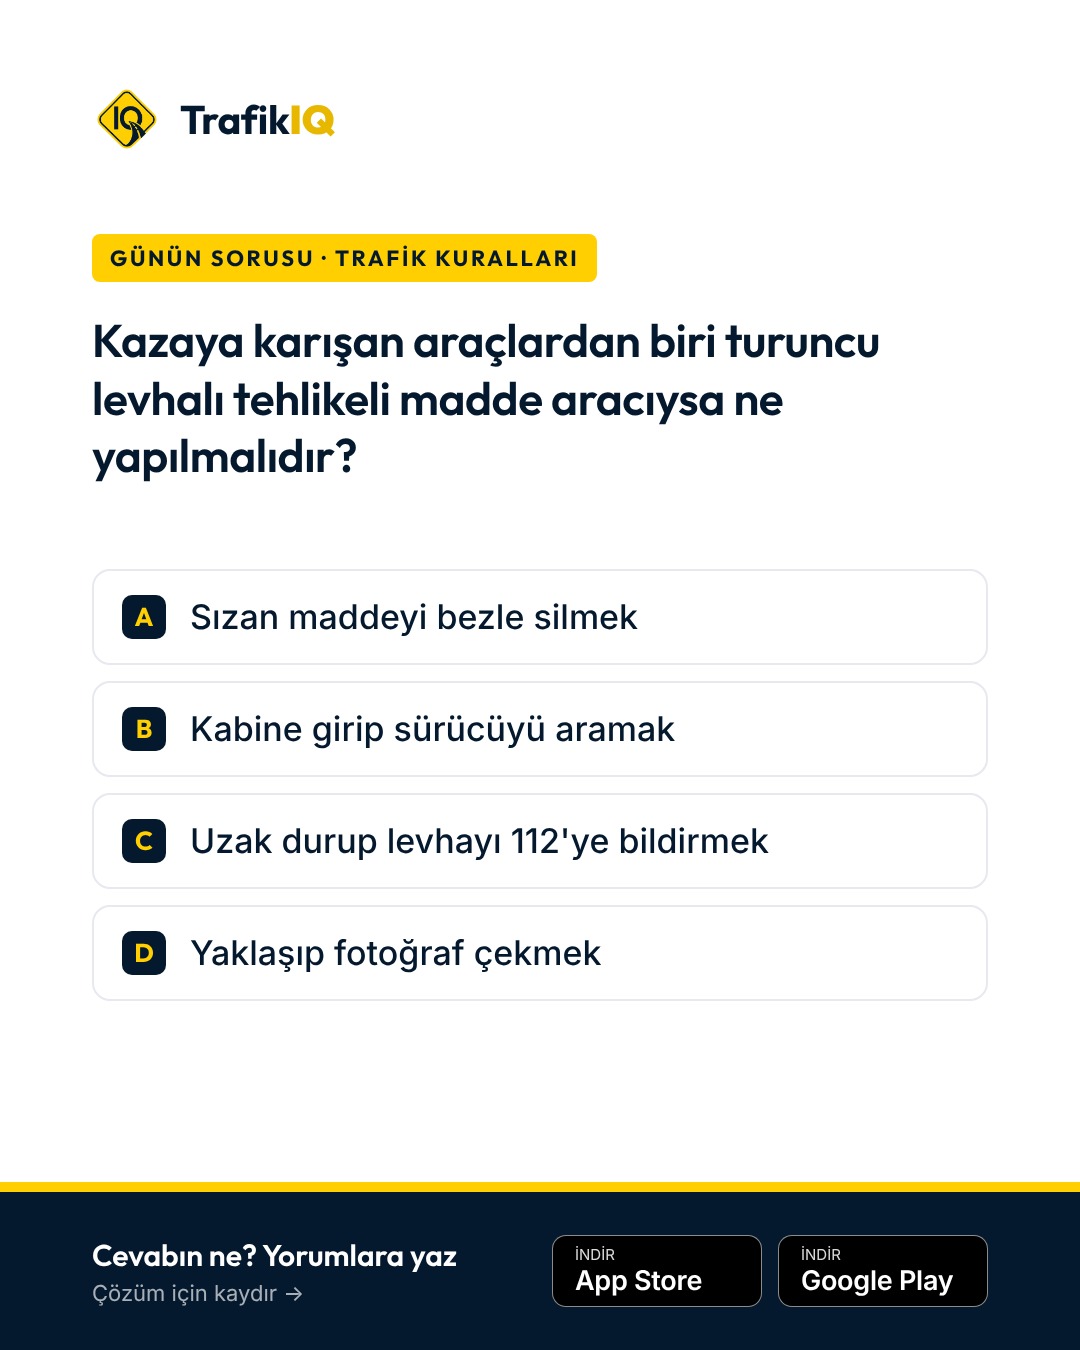 IQ
TrafikIQ
GÜNÜN SORUSU · TRAFİK KURALLARI
Kazaya karışan araçlardan biri turuncu
levhalı tehlikeli madde aracıysa ne
yapılmalıdır?
A Sızan maddeyi bezle silmek
B Kabine girip sürücüyü aramak
C Uzak durup levhayı 112'ye bildirmek
D Yaklaşıp fotoğraf çekmek
Cevabın ne? Yorumlara yaz
Çözüm için kaydır →
İNDİR
App Store
İNDİR
Google Play